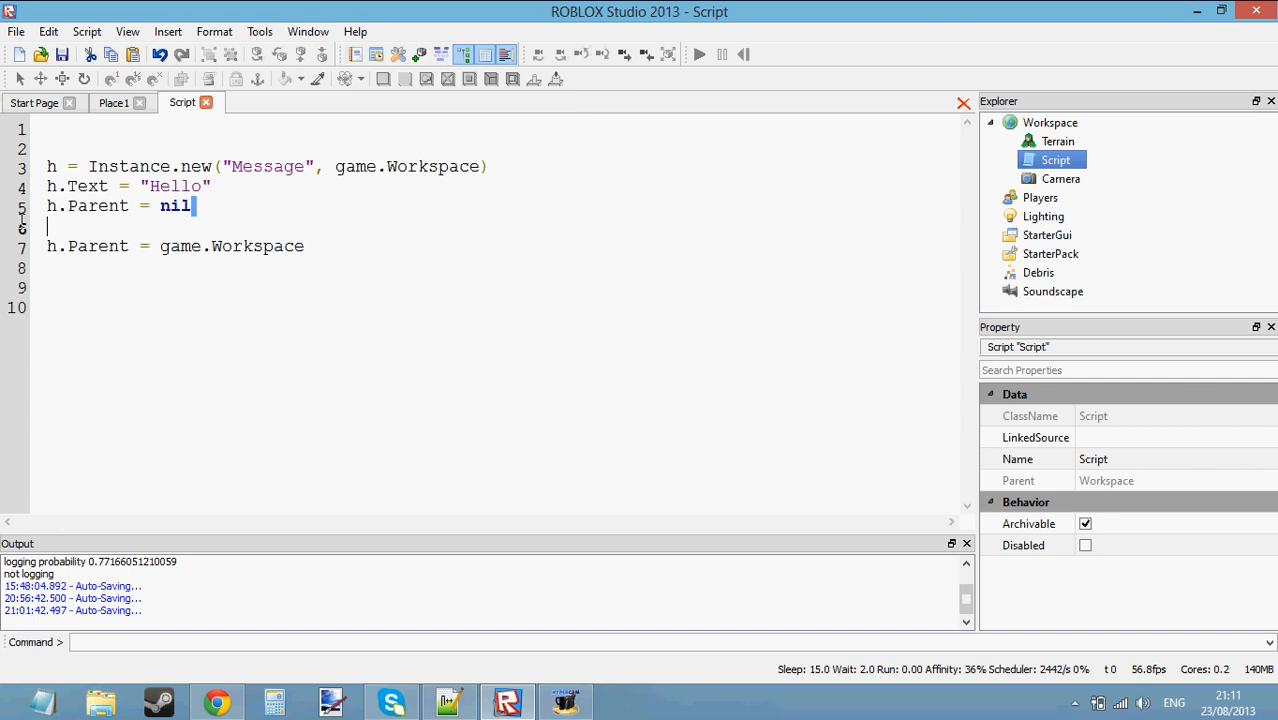 ROBLOX Studio 2013 - Script
File Edit Script View Insert Format Tools Window Help
Start Page Place1 Script
1
2
3 h = Instance.new("Message", game.Workspace)
4 h.Text = "Hello"
5 h.Parent = nil
6
7 h.Parent = game.Workspace
8
9
10
Explorer
Workspace
Terrain
Script
Camera
Players
Lighting
StarterGui
StarterPack
Debris
Soundscape
Property
Script "Script"
Search Properties
Data
ClassName Script
LinkedSource
Name Script
Parent Workspace
Behavior
Archivable
Disabled
Output
logging probability 0.77166051210059
not logging
15:48:04.892 - Auto-Saving...
20:56:42.500 - Auto-Saving...
21:01:42.497 - Auto-Saving...
Command >
Sleep: 15.0 Wait: 2.0 Run: 0.00 Affinity: 36% Scheduler: 2442/s 0% t 0 56.8fps Cores: 0.2 140MB
ENG
21:11
23/08/2013